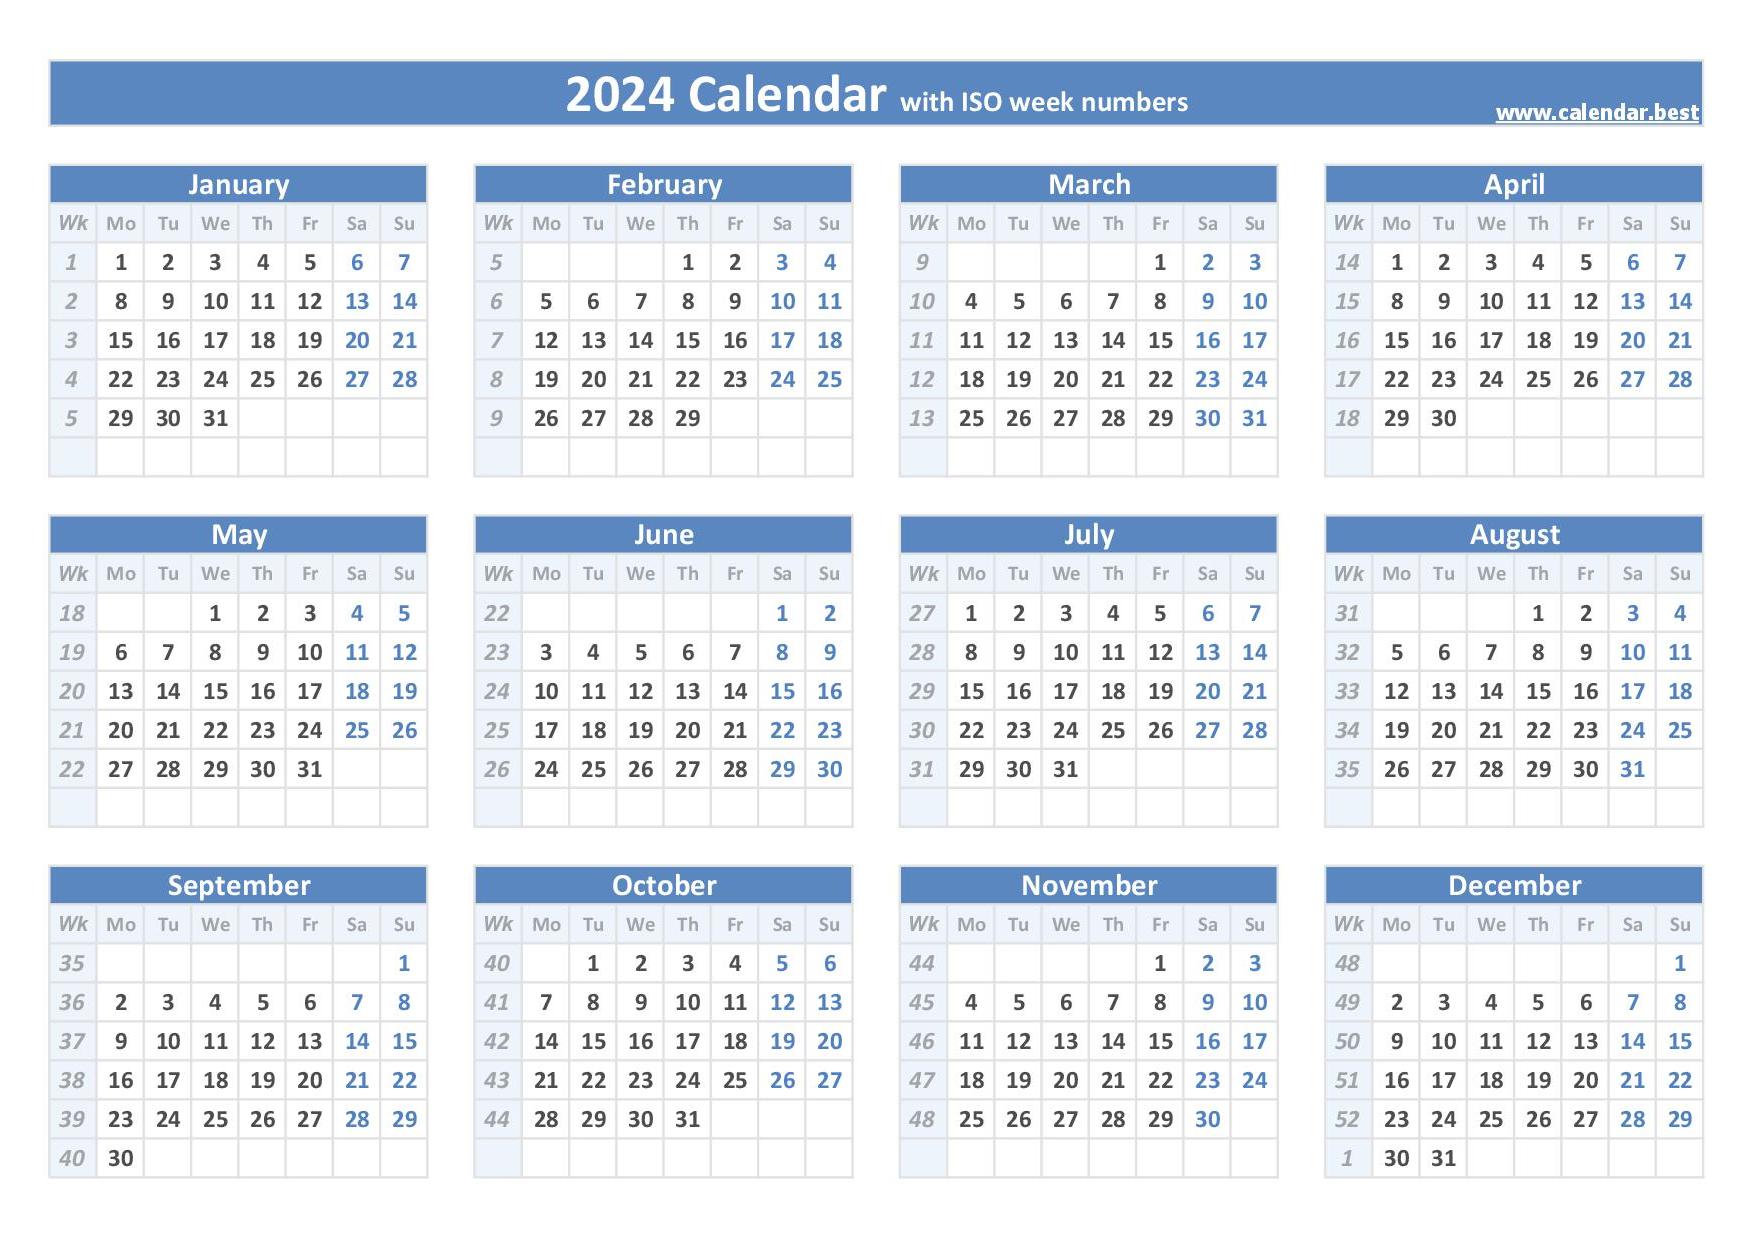 2024 Calendar with ISO week numbers
www.calendar.best
January
Wk Mo Tu We Th Fr Sa Su
1 1 2 3 4 5 6 7
2 8 9 10 11 12 13 14
3 15 16 17 18 19 20 21
4 22 23 24 25 26 27 28
5 29 30 31
February
Wk Mo Tu We Th Fr Sa Su
5 1 2 3 4
6 5 6 7 8 9 10 11
7 12 13 14 15 16 17 18
8 19 20 21 22 23 24 25
9 26 27 28 29
March
Wk Mo Tu We Th Fr Sa Su
9 1 2 3
10 4 5 6 7 8 9 10
11 11 12 13 14 15 16 17
12 18 19 20 21 22 23 24
13 25 26 27 28 29 30 31
April
Wk Mo Tu We Th Fr Sa Su
14 1 2 3 4 5 6 7
15 8 9 10 11 12 13 14
16 15 16 17 18 19 20 21
17 22 23 24 25 26 27 28
18 29 30
May
Wk Mo Tu We Th Fr Sa Su
18 1 2 3 4 5
19 6 7 8 9 10 11 12
20 13 14 15 16 17 18 19
21 20 21 22 23 24 25 26
22 27 28 29 30 31
June
Wk Mo Tu We Th Fr Sa Su
22 1 2
23 3 4 5 6 7 8 9
24 10 11 12 13 14 15 16
25 17 18 19 20 21 22 23
26 24 25 26 27 28 29 30
July
Wk Mo Tu We Th Fr Sa Su
27 1 2 3 4 5 6 7
28 8 9 10 11 12 13 14
29 15 16 17 18 19 20 21
30 22 23 24 25 26 27 28
31 29 30 31
August
Wk Mo Tu We Th Fr Sa Su
31 1 2 3 4
32 5 6 7 8 9 10 11
33 12 13 14 15 16 17 18
34 19 20 21 22 23 24 25
35 26 27 28 29 30 31
September
Wk Mo Tu We Th Fr Sa Su
35 1
36 2 3 4 5 6 7 8
37 9 10 11 12 13 14 15
38 16 17 18 19 20 21 22
39 23 24 25 26 27 28 29
40 30
October
Wk Mo Tu We Th Fr Sa Su
40 1 2 3 4 5 6
41 7 8 9 10 11 12 13
42 14 15 16 17 18 19 20
43 21 22 23 24 25 26 27
44 28 29 30 31
November
Wk Mo Tu We Th Fr Sa Su
44 1 2 3
45 4 5 6 7 8 9 10
46 11 12 13 14 15 16 17
47 18 19 20 21 22 23 24
48 25 26 27 28 29 30
December
Wk Mo Tu We Th Fr Sa Su
48 1
49 2 3 4 5 6 7 8
50 9 10 11 12 13 14 15
51 16 17 18 19 20 21 22
52 23 24 25 26 27 28 29
1 30 31